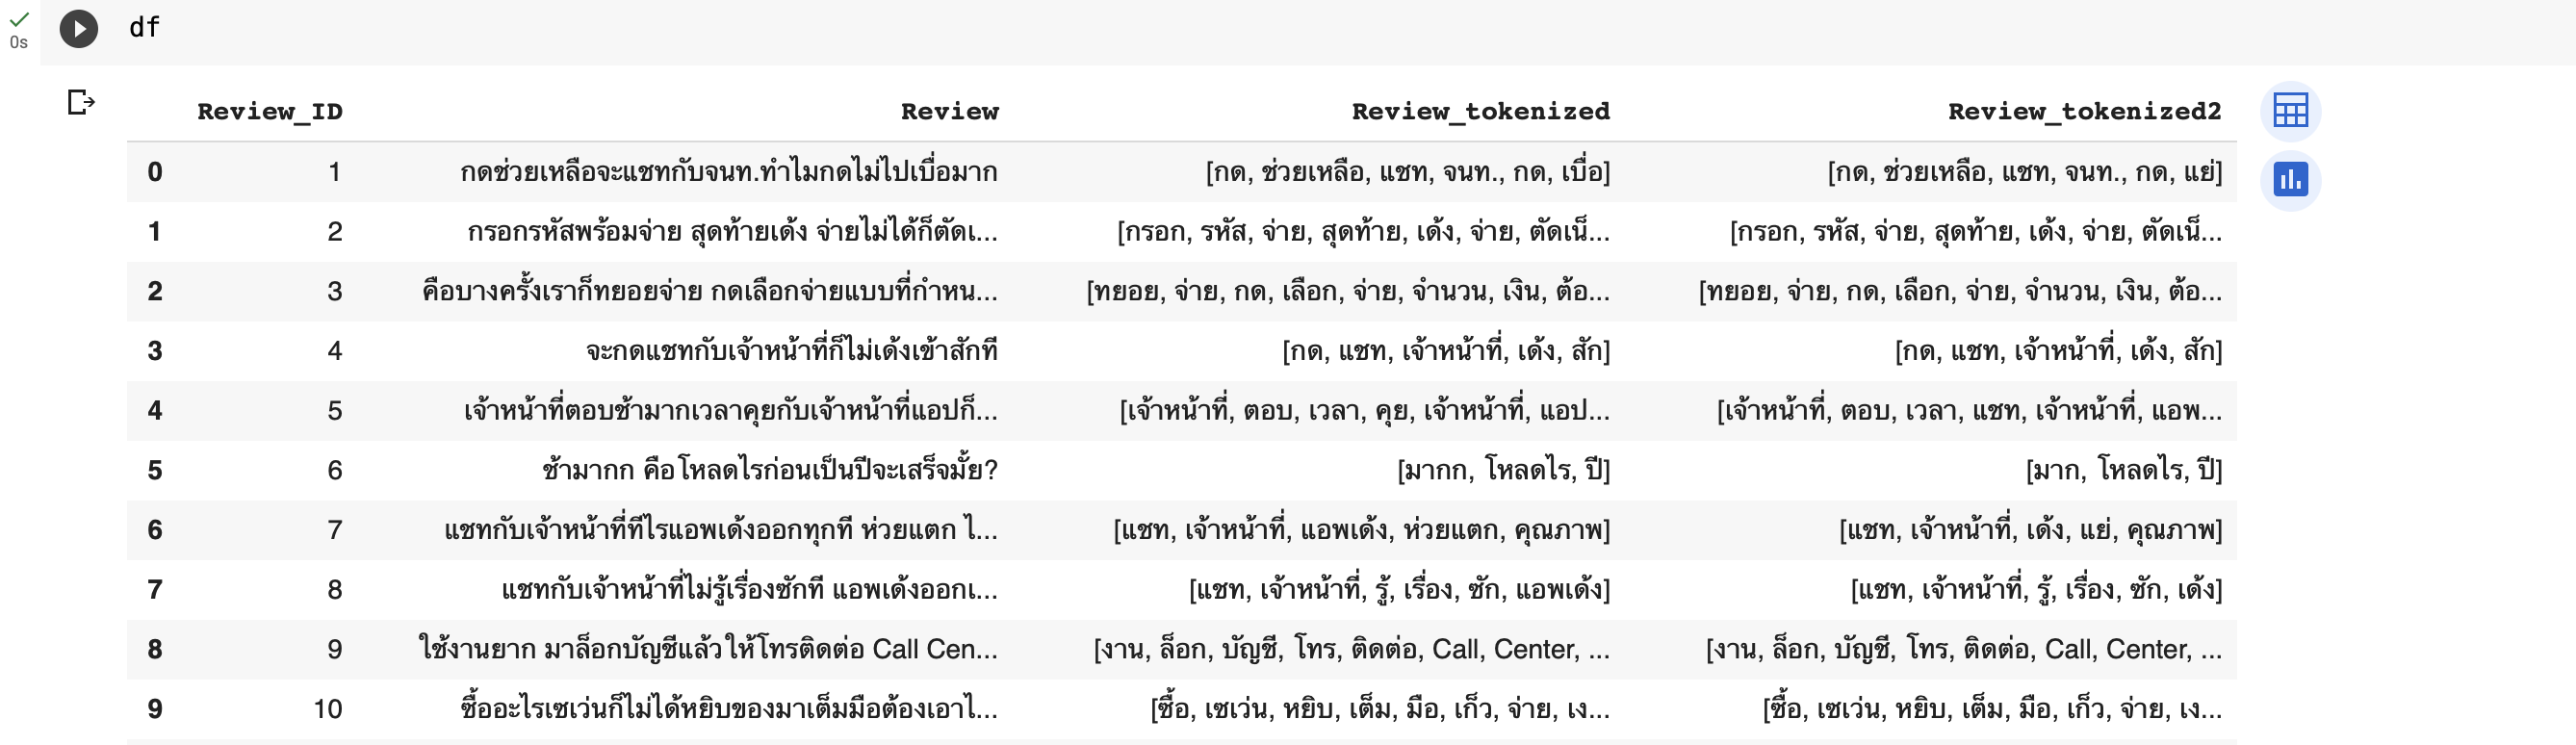 df
0s
Review_ID Review Review_tokenized Review_tokenized2
0 1 กดช่วยเหลือจะแชทกับจนท.ทำไมกดไม่ไปเบื่อมาก [กด, ช่วยเหลือ, แชท, จนท., กด, เบื่อ] [กด, ช่วยเหลือ, แชท, จนท., กด, แย่]
1 2 กรอกรหัสพร้อมจ่าย สุดท้ายเด้ง จ่ายไม่ได้ก็ตัดเ... [กรอก, รหัส, จ่าย, สุดท้าย, เด้ง, จ่าย, ตัดเน็... [กรอก, รหัส, จ่าย, สุดท้าย, เด้ง, จ่าย, ตัดเน็...
2 3 คือบางครั้งเราก็ทยอยจ่าย กดเลือกจ่ายแบบที่กำหน... [ทยอย, จ่าย, กด, เลือก, จ่าย, จำนวน, เงิน, ต้อ... [ทยอย, จ่าย, กด, เลือก, จ่าย, จำนวน, เงิน, ต้อ...
3 4 จะกดแชทกับเจ้าหน้าที่ก็ไม่เด้งเข้าสักที [กด, แชท, เจ้าหน้าที่, เด้ง, สัก] [กด, แชท, เจ้าหน้าที่, เด้ง, สัก]
4 5 เจ้าหน้าที่ตอบช้ามากเวลาคุยกับเจ้าหน้าที่แอปก็... [เจ้าหน้าที่, ตอบ, เวลา, คุย, เจ้าหน้าที่, แอป... [เจ้าหน้าที่, ตอบ, เวลา, แชท, เจ้าหน้าที่, แอพ...
5 6 ช้ามากก คือโหลดไรก่อนเป็นปีจะเสร็จมั้ย? [มากก, โหลดไร, ปี] [มาก, โหลดไร, ปี]
6 7 แชทกับเจ้าหน้าที่ทีไรแอพเด้งออกทุกที ห่วยแตก ไ... [แชท, เจ้าหน้าที่, แอพเด้ง, ห่วยแตก, คุณภาพ] [แชท, เจ้าหน้าที่, เด้ง, แย่, คุณภาพ]
7 8 แชทกับเจ้าหน้าที่ไม่รู้เรื่องซักที แอพเด้งออกเ... [แชท, เจ้าหน้าที่, รู้, เรื่อง, ซัก, แอพเด้ง] [แชท, เจ้าหน้าที่, รู้, เรื่อง, ซัก, เด้ง]
8 9 ใช้งานยาก มาล็อกบัญชีแล้วให้โทรติดต่อ Call Cen... [งาน, ล็อก, บัญชี, โทร, ติดต่อ, Call, Center, ... [งาน, ล็อก, บัญชี, โทร, ติดต่อ, Call, Center, ...
9 10 ซื้ออะไรเซเว่นก็ไม่ได้หยิบของมาเต็มมือต้องเอาไ... [ซื้อ, เซเว่น, หยิบ, เต็ม, มือ, เก็ว, จ่าย, เง... [ซื้อ, เซเว่น, หยิบ, เต็ม, มือ, เก็ว, จ่าย, เง...